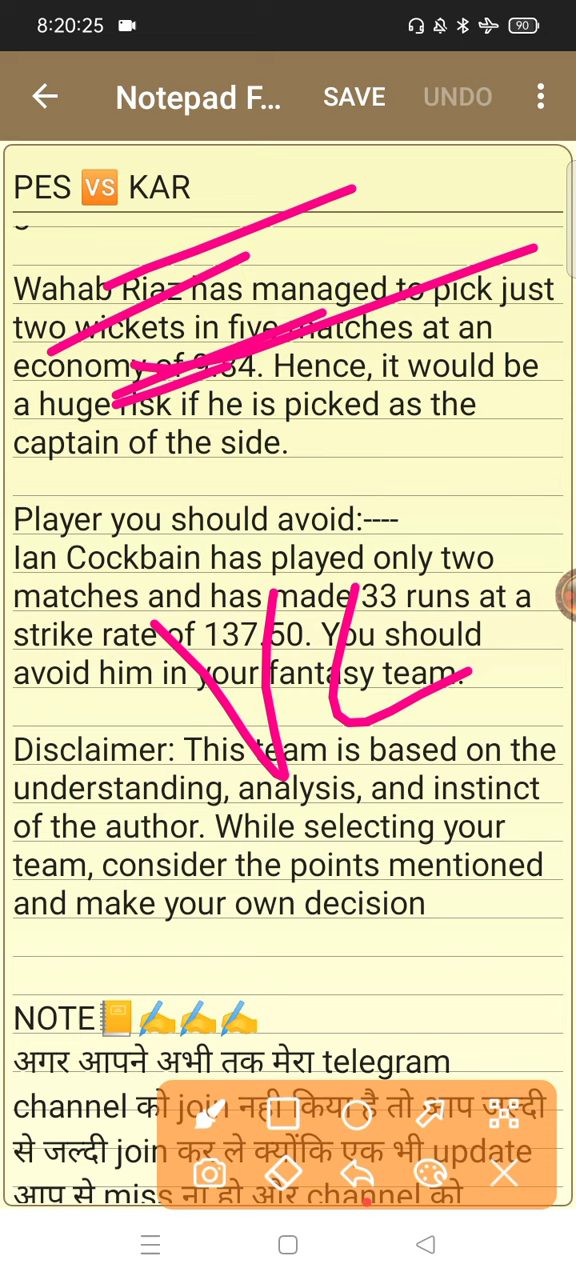 8:20:25
90
Notepad F...
SAVE
UNDO
PES 🆚 KAR
Wahab Riaz has managed to pick just
two wickets in five matches at an
economy of 9.34. Hence, it would be
a huge risk if he is picked as the
captain of the side.
Player you should avoid:----
Ian Cockbain has played only two
matches and has made 33 runs at a
strike rate of 137.50. You should
avoid him in your fantasy team.
Disclaimer: This team is based on the
understanding, analysis, and instinct
of the author. While selecting your
team, consider the points mentioned
and make your own decision
NOTE📒✍️✍️✍️
अगर आपने अभी तक मेरा telegram
channel को join नही किया है तो आप जल्दी
से जल्दी join कर ले क्योंकि एक भी update
आप से miss ना हो और channel को